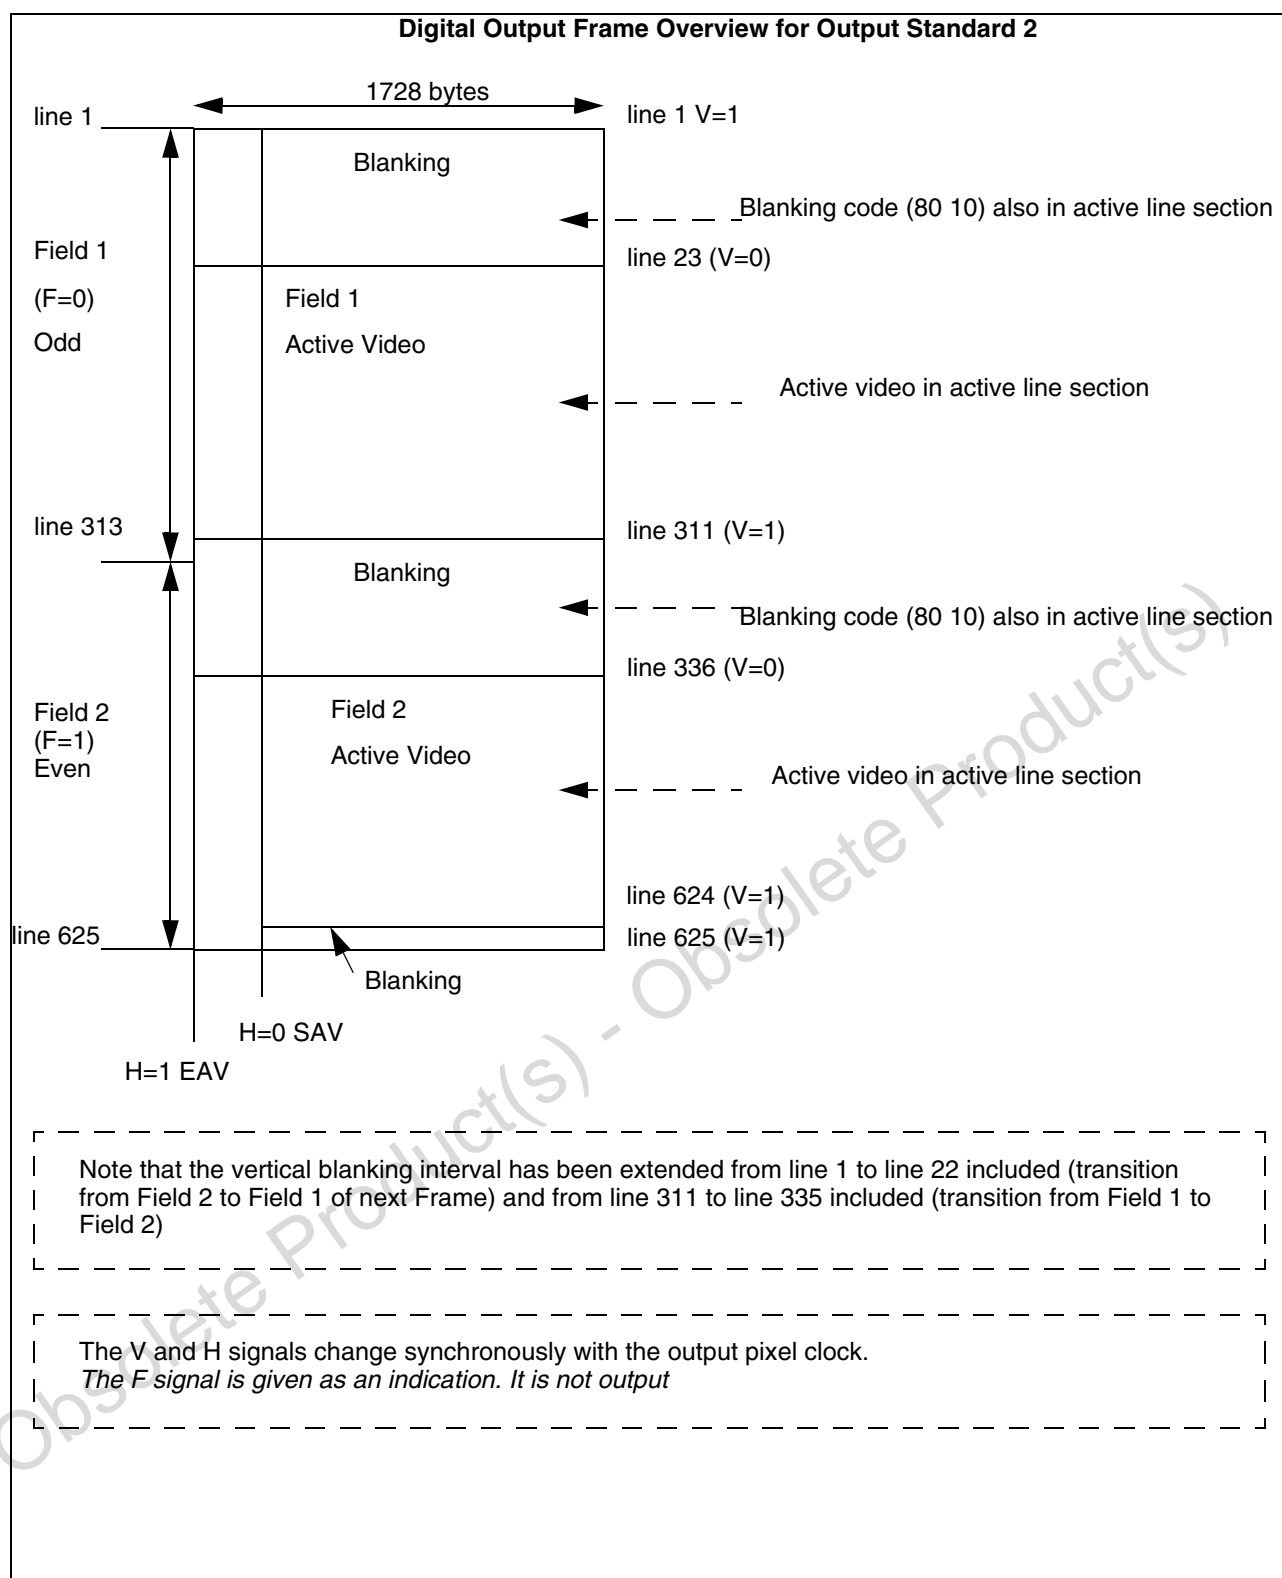 Digital Output Frame Overview for Output Standard 2
1728 bytes
line 1
line 1 V=1
Blanking
Blanking code (80 10) also in active line section
Field 1
(F=0)
Odd
line 23 (V=0)
Field 1
Active Video
Active video in active line section
line 313
line 311 (V=1)
Blanking
Blanking code (80 10) also in active line section
line 336 (V=0)
Field 2
(F=1)
Even
Field 2
Active Video
Active video in active line section
line 624 (V=1)
line 625
line 625 (V=1)
Blanking
H=0 SAV
H=1 EAV
Note that the vertical blanking interval has been extended from line 1 to line 22 included (transition
from Field 2 to Field 1 of next Frame) and from line 311 to line 335 included (transition from Field 1 to
Field 2)
The V and H signals change synchronously with the output pixel clock.
The F signal is given as an indication. It is not output
Obsolete Product(s) - Obsolete Product(s)